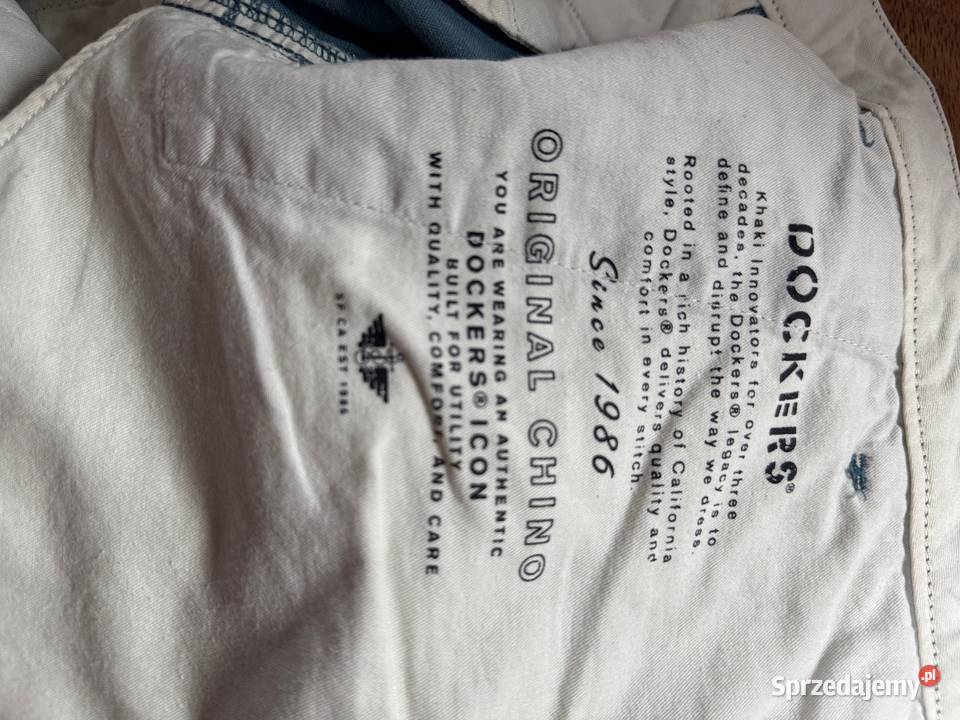 DOCKERS®
Khaki Innovators for over three
decades, the Dockers® legacy is to
define and disrupt the way we dress.
Rooted in a rich history of California
style, Dockers® delivers quality and
comfort in every stitch.
Since 1986
ORIGINAL CHINO
YOU ARE WEARING AN AUTHENTIC
DOCKERS® ICON
BUILT FOR UTILITY
WITH QUALITY, COMFORT AND CARE
SF CA EST 1986
Sprzedajemy.pl